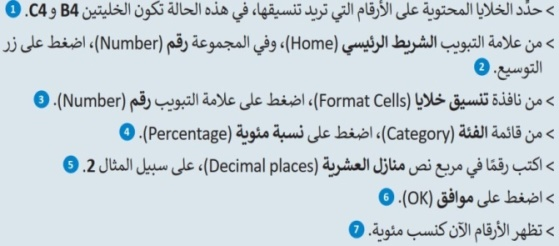 > حدّد الخلايا المحتوية على الأرقام التي تريد تنسيقها، في هذه الحالة تكون الخليتين B4 و C4. 1
> من علامة التبويب الشريط الرئيسي (Home)، وفي المجموعة رقم (Number)، اضغط على زر
التوسيع. 2
> من نافذة تنسيق خلايا (Format Cells)، اضغط على علامة التبويب رقم (Number). 3
> من قائمة الفئة (Category)، اضغط على نسبة مئوية (Percentage). 4
> اكتب رقمًا في مربع نص منازل العشرية (Decimal places)، على سبيل المثال 2. 5
> اضغط على موافق (OK). 6
> تظهر الأرقام الآن كنسب مئوية. 7